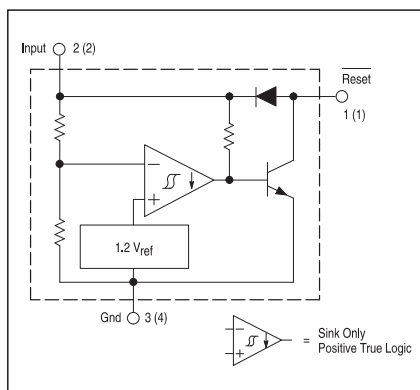 Input 2 (2)
Reset
1 (1)
−
+
1.2 Vref
Gnd 3 (4)
−
+
= Sink Only
Positive True Logic